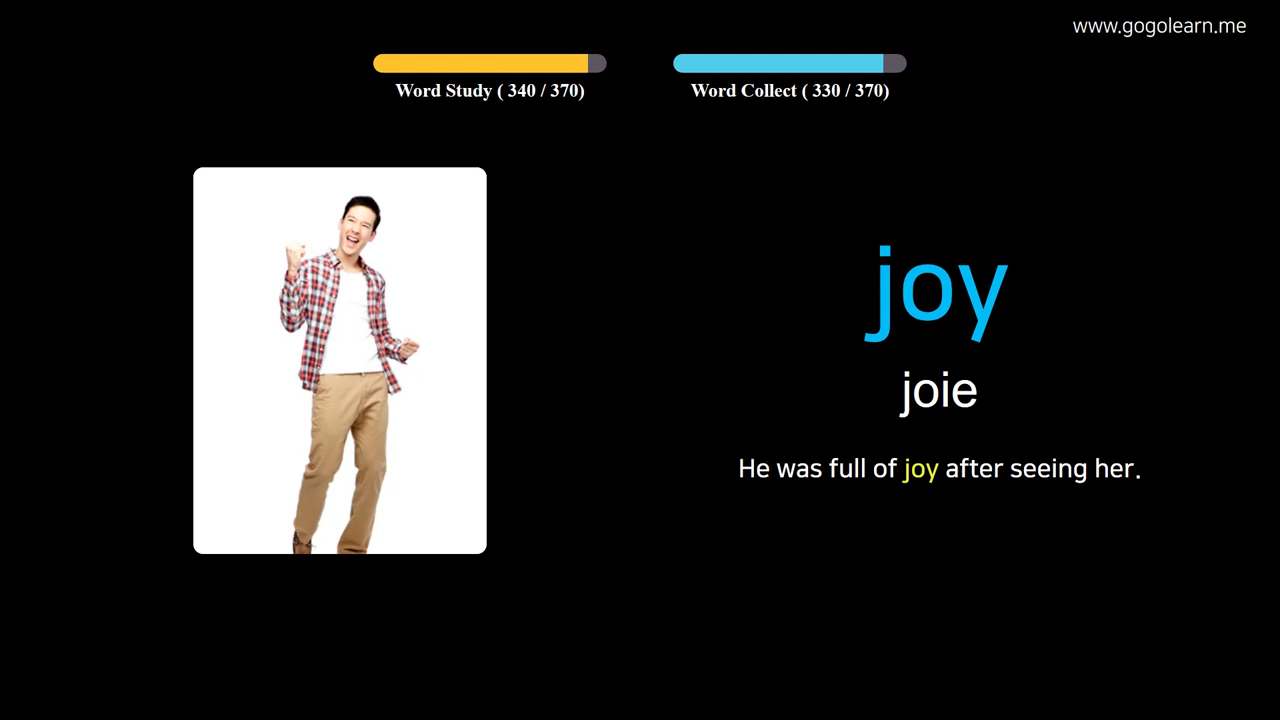 www.gogolearn.me
Word Study ( 340 / 370)
Word Collect ( 330 / 370)
joy
joie
He was full of joy after seeing her.